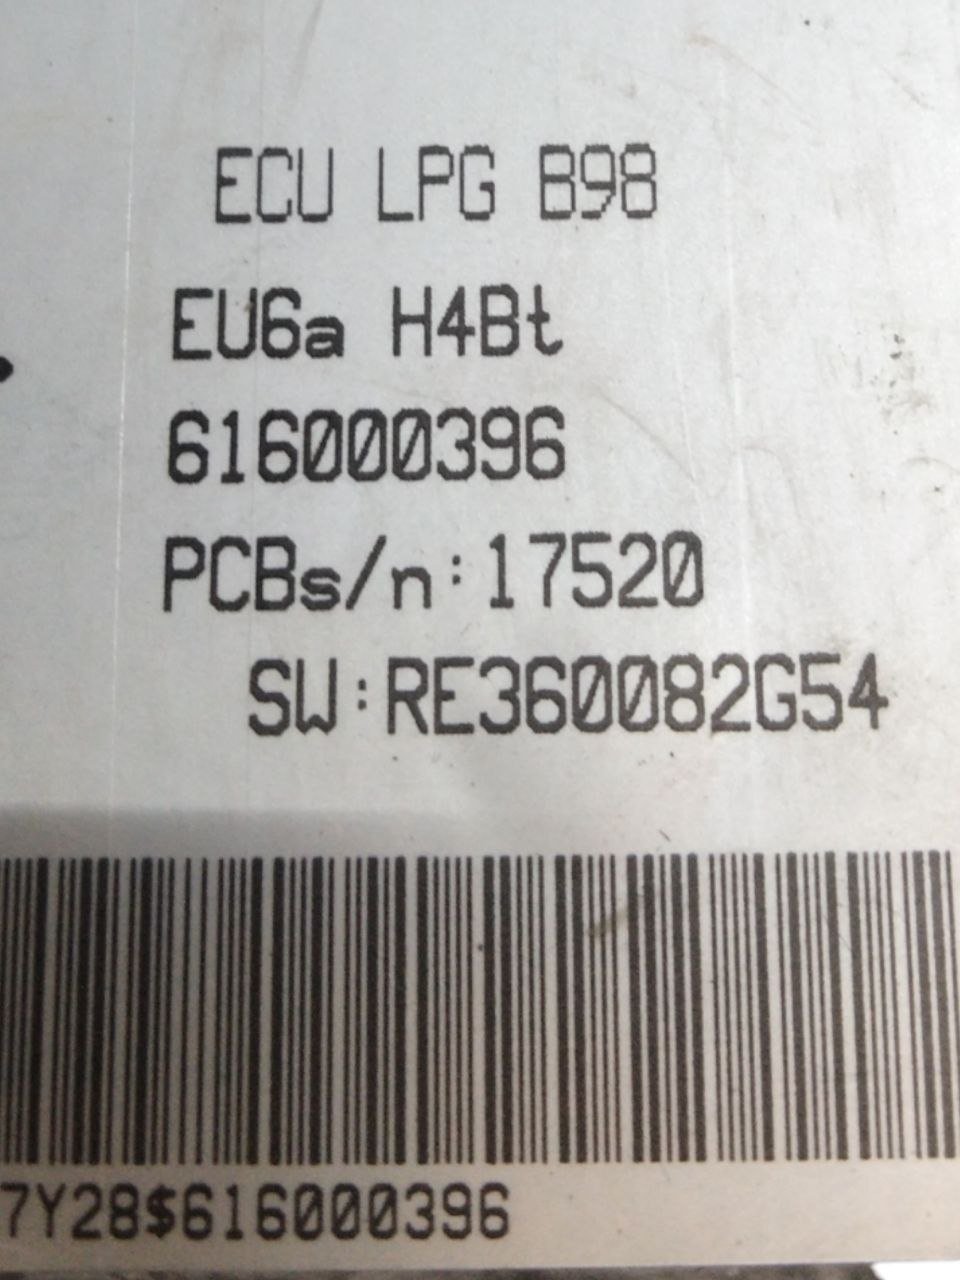 ECU LPG B98
EU6a H4Bt
616000396
PCBs/n:17520
SW:RE360082G54
7Y28$616000396